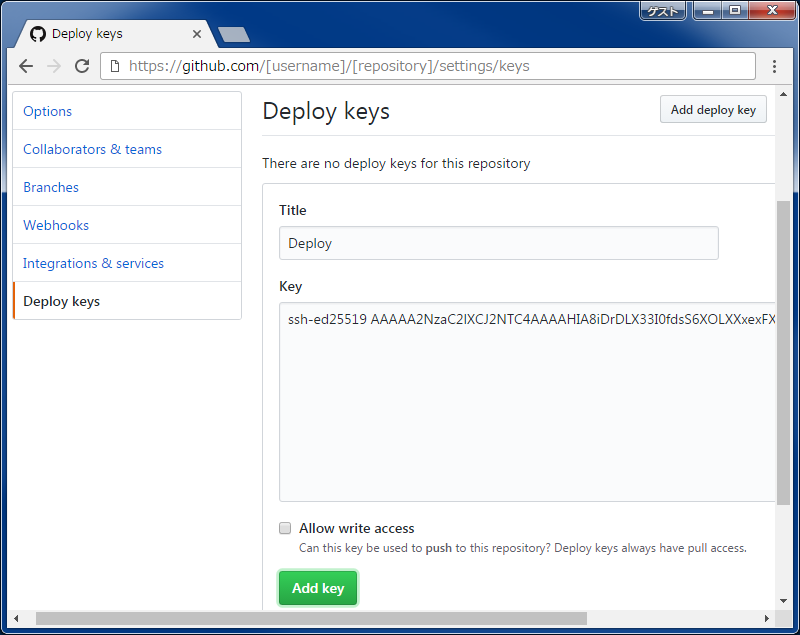 ゲスト
Deploy keys
https://github.com/[username]/[repository]/settings/keys
Options
Collaborators & teams
Branches
Webhooks
Integrations & services
Deploy keys
Deploy keys
Add deploy key
There are no deploy keys for this repository
Title
Deploy
Key
ssh-ed25519 AAAAA2NzaC2lXCJ2NTC4AAAAHIA8iDrDLX33I0fdsS6XOLXXxexFX
Allow write access
Can this key be used to push to this repository? Deploy keys always have pull access.
Add key